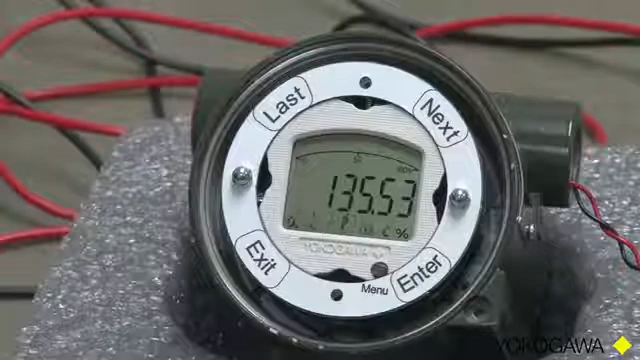 Last
Next
135.53
%
YOKOGAWA
Exit
Enter
Menu
YOKOGAWA